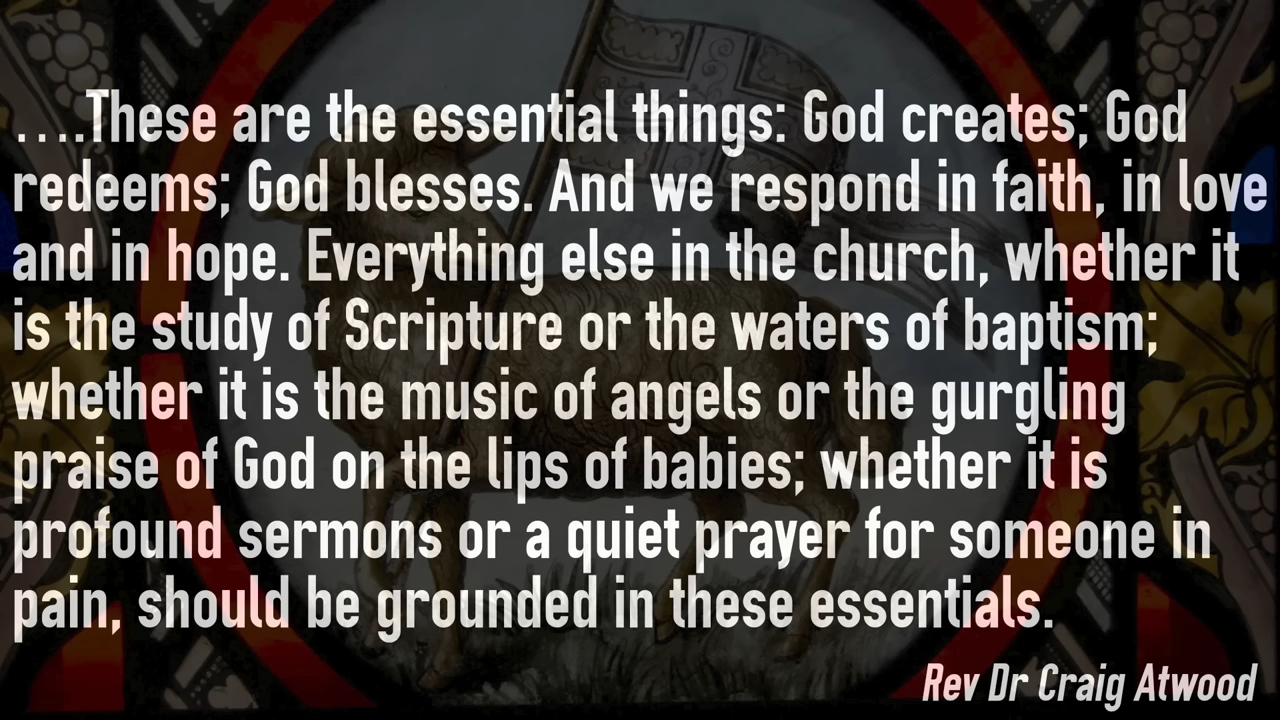 ....These are the essential things: God creates; God
redeems; God blesses. And we respond in faith, in love
and in hope. Everything else in the church, whether it
is the study of Scripture or the waters of baptism;
whether it is the music of angels or the gurgling
praise of God on the lips of babies; whether it is
profound sermons or a quiet prayer for someone in
pain, should be grounded in these essentials.
Rev Dr Craig Atwood